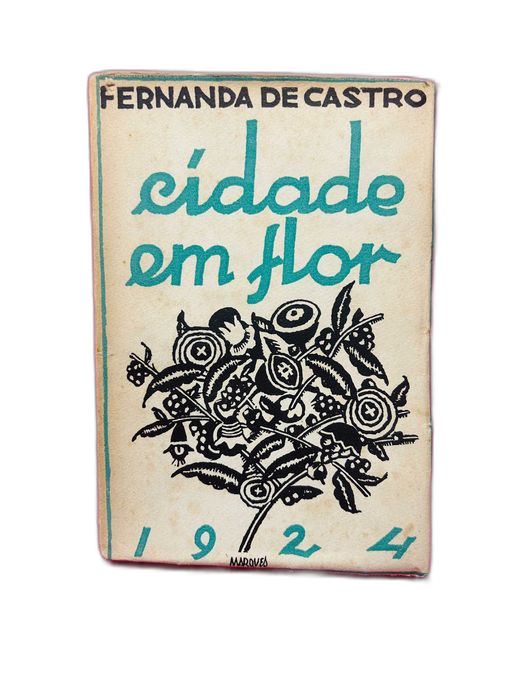 FERNANDA DE CASTRO
cidade
em flor
1924
MARQUES